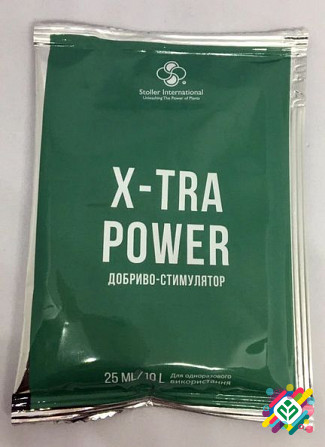 Stoller International
Unleashing The Power of Plants
X-TRA
POWER
ДОБРИВО-СТИМУЛЯТОР
25 ML/10 L
Для одноразового
використання